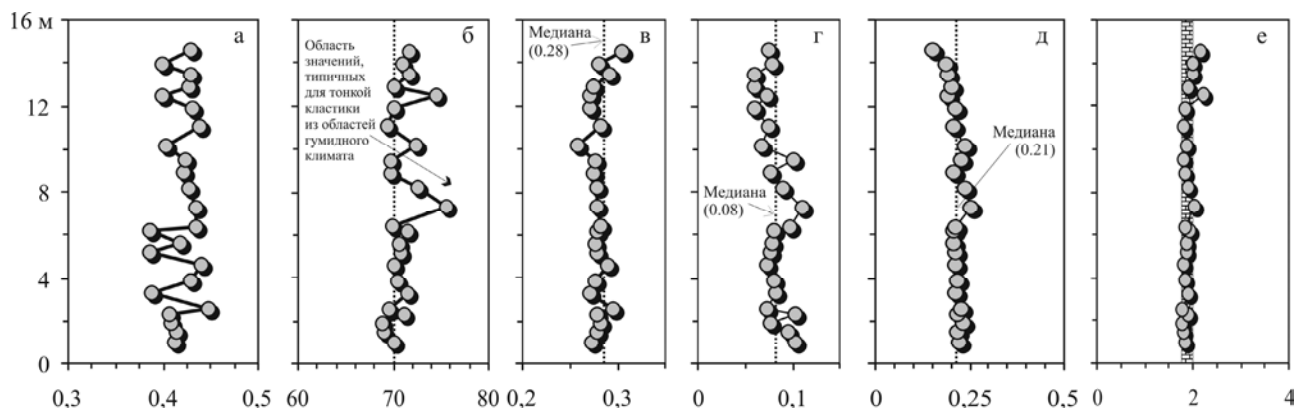 16 м
12
8
4
0
а
0,3
0,4
0,5
б
Область
значений,
типичных
для тонкой
кластики
из областей
гумидного
климата
60
70
80
в
Медиана
(0.28)
0,2
0,3
г
Медиана
(0.08)
0
0,1
д
Медиана
(0.21)
0
0,25
0,5
е
0
2
4